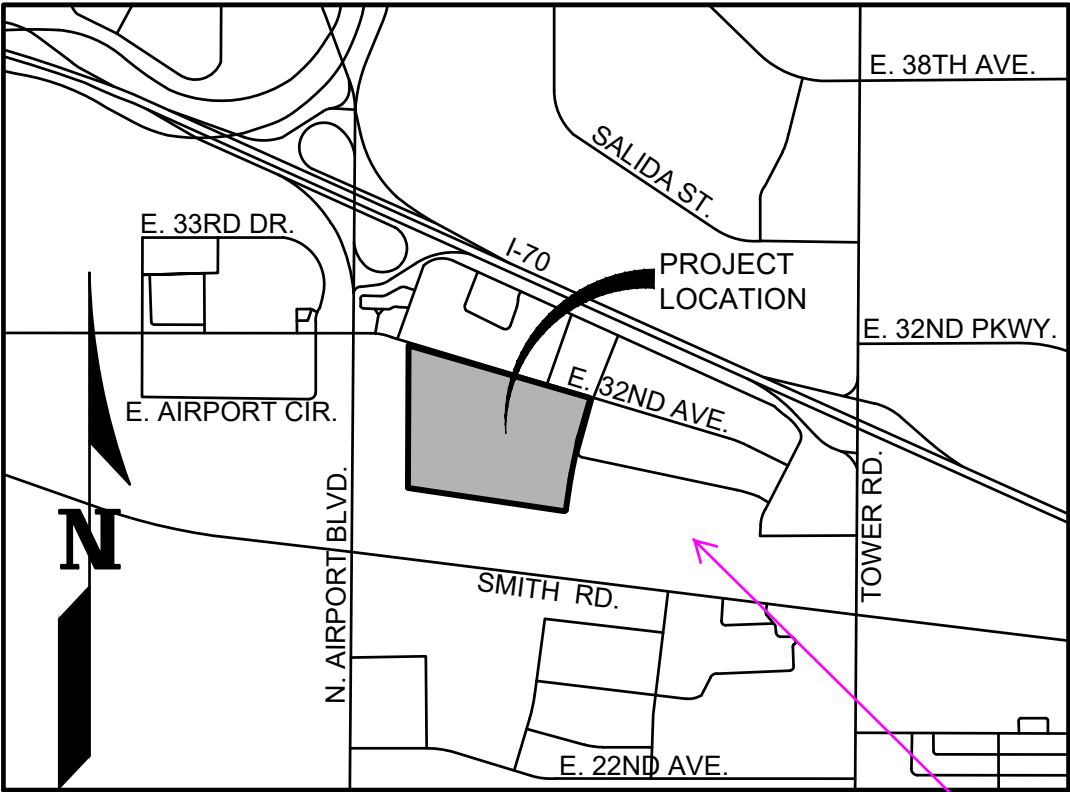 E. 38TH AVE.
SALIDA ST.
E. 33RD DR.
I-70
PROJECT
LOCATION
E. 32ND PKWY.
E. 32ND AVE.
E. AIRPORT CIR.
N. AIRPORT BLVD.
TOWER RD.
N
SMITH RD.
E. 22ND AVE.